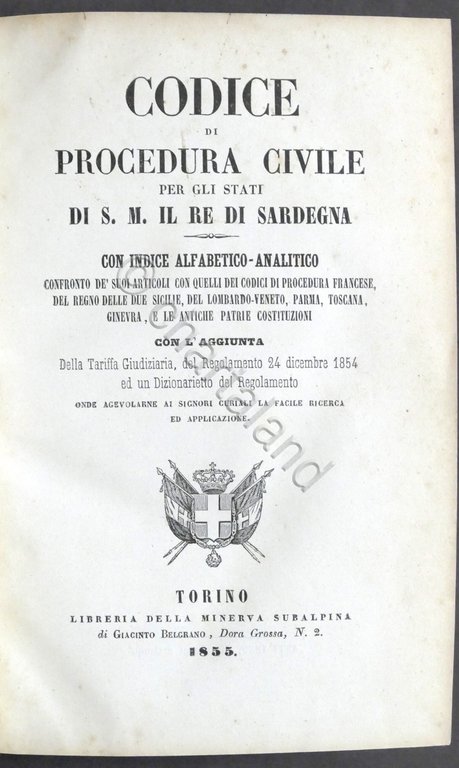 CODICE
DI
PROCEDURA CIVILE
PER GLI STATI
DI S. M. IL RE DI SARDEGNA
CON INDICE ALFABETICO-ANALITICO
CONFRONTO DE' SUOI ARTICOLI CON QUELLI DEI CODICI DI PROCEDURA FRANCESE,
DEL REGNO DELLE DUE SICILIE, DEL LOMBARDO-VENETO, PARMA, TOSCANA,
GINEVRA, E LE ANTICHE PATRIE COSTITUZIONI
CON L'AGGIUNTA
Della Tariffa Giudiziaria, del Regolamento 24 dicembre 1854
ed un Dizionarietto del Regolamento
ONDE AGEVOLARNE AI SIGNORI CURIALI LA FACILE RICERCA
ED APPLICAZIONE.
© chartaland
TORINO
LIBRERIA DELLA MINERVA SUBALPINA
di GIACINTO BELGRANO, Dora Grossa, N. 2.
1855.